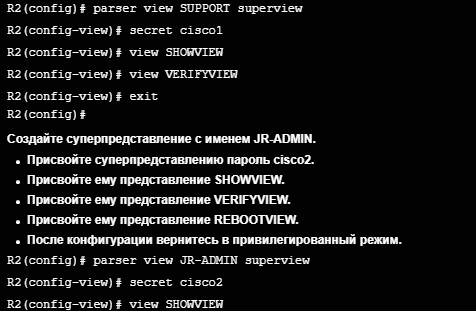 R2(config)# parser view SUPPORT superview
R2(config-view)# secret cisco1
R2(config-view)# view SHOWVIEW
R2(config-view)# view VERIFYVIEW
R2(config-view)# exit
R2(config)#
Создайте суперпредставление с именем JR-ADMIN.
• Присвойте суперпредставлению пароль cisco2.
• Присвойте ему представление SHOWVIEW.
• Присвойте ему представление VERIFYVIEW.
• Присвойте ему представление REBOOTVIEW.
• После конфигурации вернитесь в привилегированный режим.
R2(config)# parser view JR-ADMIN superview
R2(config-view)# secret cisco2
R2(config-view)# view SHOWVIEW